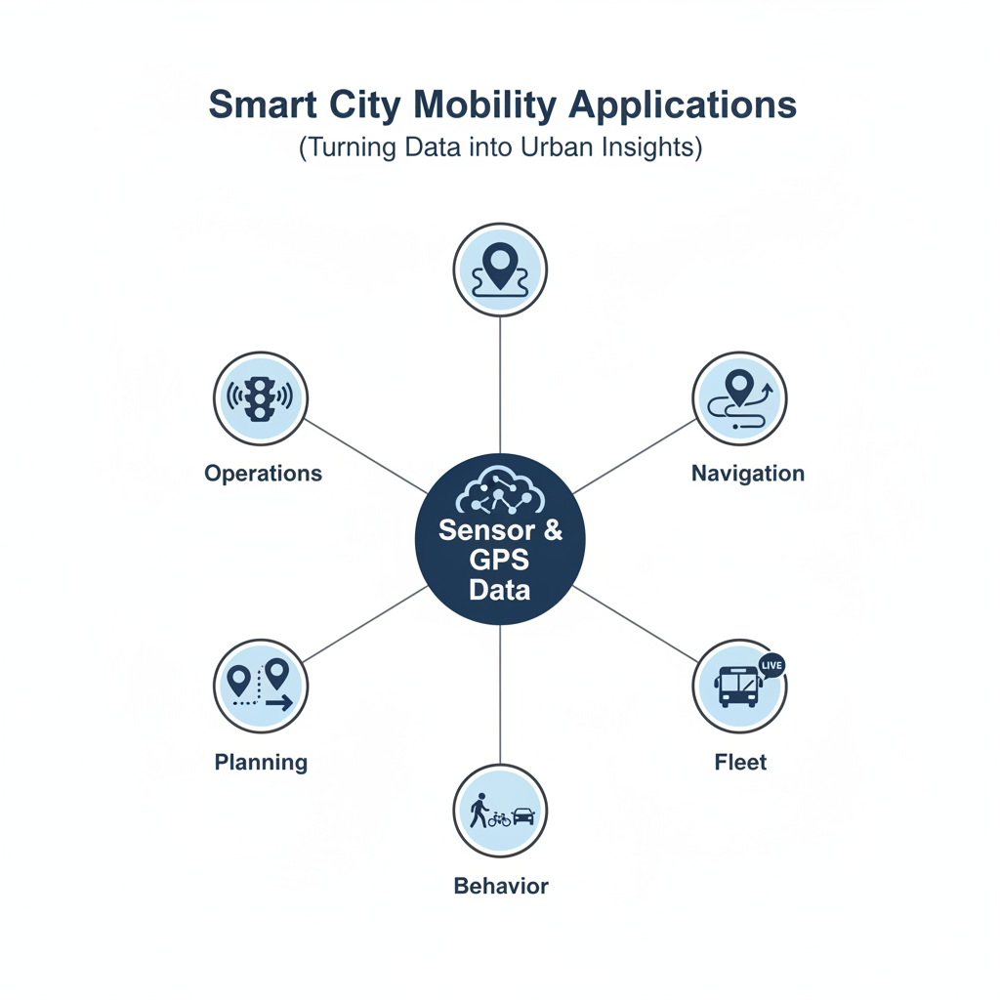 Smart City Mobility Applications
(Turning Data into Urban Insights)
Operations
Navigation
Sensor &
GPS
Data
LIVE
Planning
Fleet
Behavior